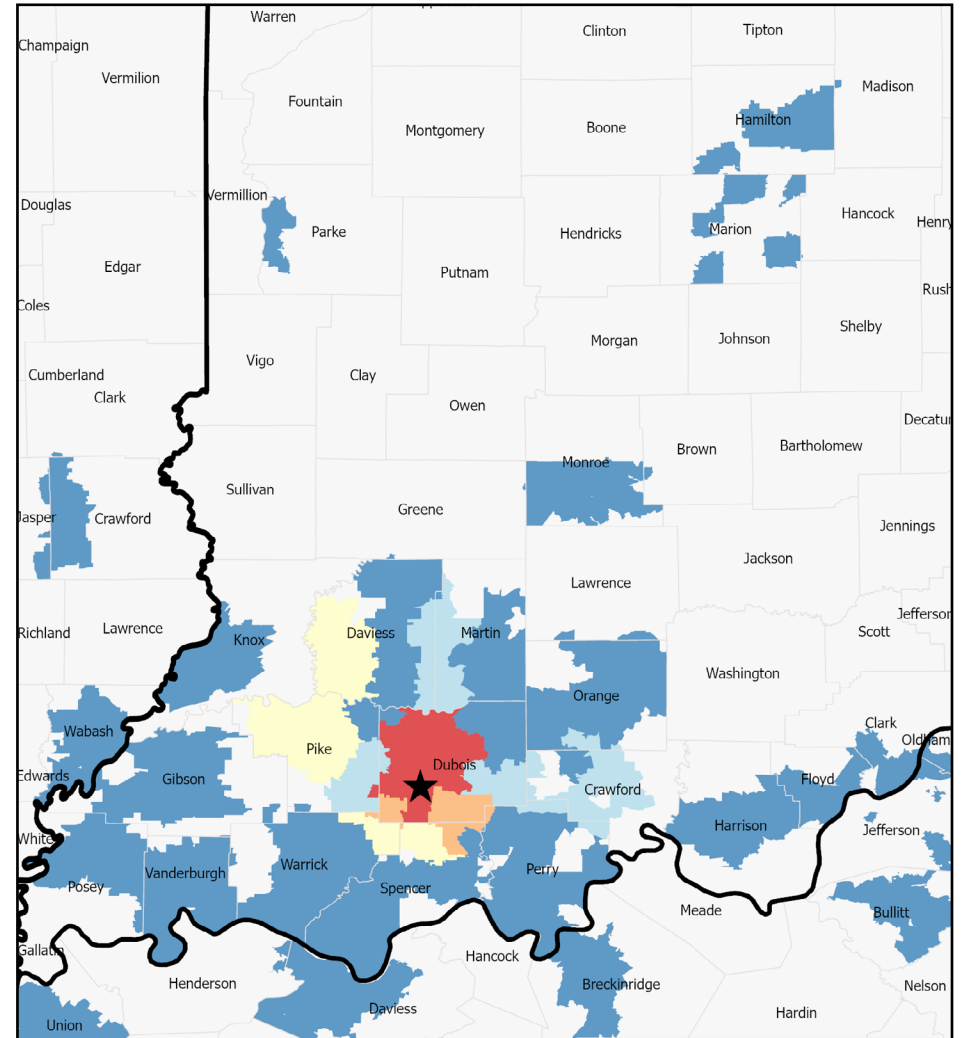 Warren
Clinton
Tipton
Champaign
Vermilion
Madison
Fountain
Hamilton
Montgomery
Boone
Vermillion
Douglas
Parke
Hancock
Henry
Marion
Hendricks
Edgar
Putnam
Rush
Coles
Shelby
Johnson
Morgan
Vigo
Clay
Cumberland
Clark
Owen
Decatur
Brown
Bartholomew
Monroe
Sullivan
Greene
Jasper
Crawford
Jennings
Jackson
Lawrence
Jefferson
Richland
Lawrence
Knox
Daviess
Martin
Scott
Washington
Orange
Wabash
Clark
Oldham
Pike
Dubois
Edwards
Gibson
Floyd
Crawford
White
Harrison
Jefferson
Warrick
Vanderburgh
Perry
Posey
Spencer
Meade
Bullitt
Gallatin
Hancock
Henderson
Breckinridge
Nelson
Daviess
Hardin
Union